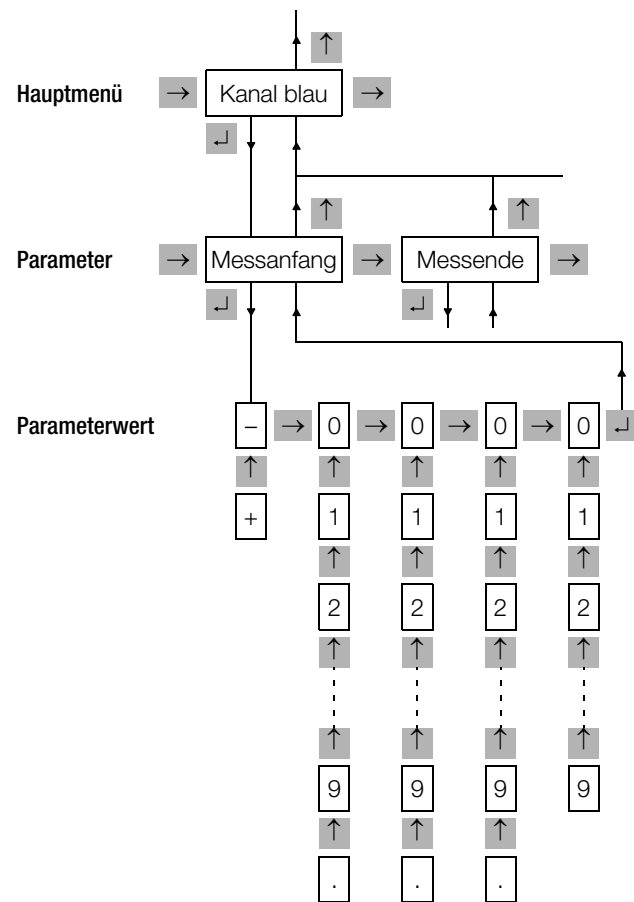 ↑
Hauptmenü → Kanal blau →
↵
↑ ↑
Parameter → Messanfang → Messende →
↵ ↵
Parameterwert – → 0 → 0 → 0 → 0 ↵
↑ ↑ ↑ ↑ ↑
+ 1 1 1 1
↑ ↑ ↑ ↑
2 2 2 2
↑ ↑ ↑ ↑
↑ ↑ ↑ ↑
9 9 9 9
↑ ↑ ↑
. . .